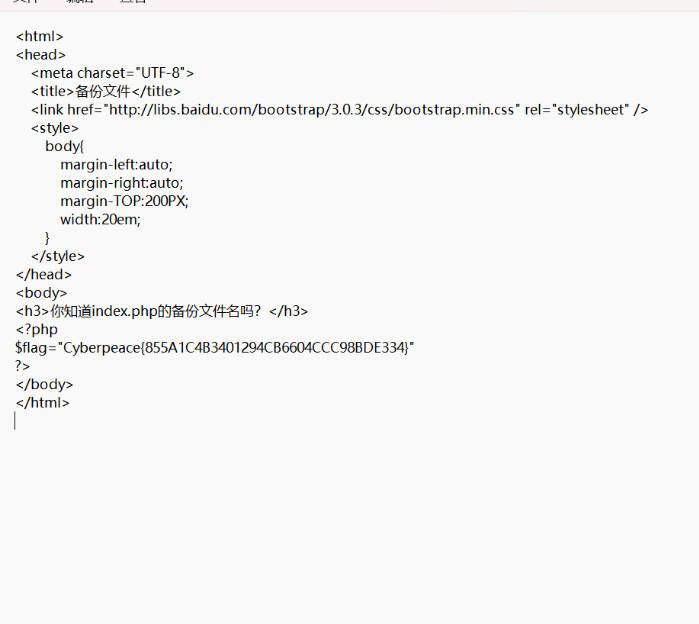 <html>
<head>
    <meta charset="UTF-8">
    <title>备份文件</title>
    <link href="http://libs.baidu.com/bootstrap/3.0.3/css/bootstrap.min.css" rel="stylesheet" />
    <style>
        body{
            margin-left:auto;
            margin-right:auto;
            margin-TOP:200PX;
            width:20em;
        }
    </style>
</head>
<body>
<h3>你知道index.php的备份文件名吗？</h3>
<?php
$flag="Cyberpeace{855A1C4B3401294CB6604CCC98BDE334}"
?>
</body>
</html>